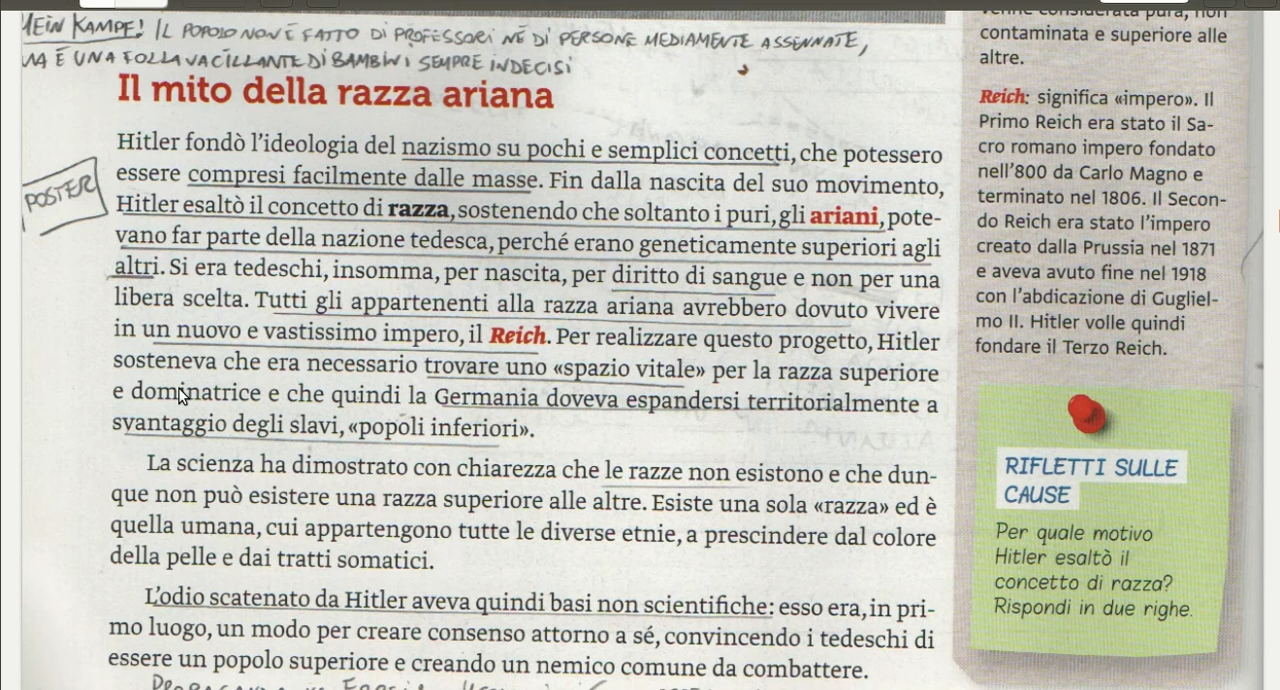 MEIN KAMPF! IL POPOLO NON È FATTO DI PROFESSORI NÉ DI PERSONE MEDIAMENTE ASSENNATE,
MA È UNA FOLLA VACILLANTE DI BAMBINI SEMPRE INDECISI
Il mito della razza ariana
POSTER
Hitler fondò l'ideologia del nazismo su pochi e semplici concetti, che potessero
essere compresi facilmente dalle masse. Fin dalla nascita del suo movimento,
Hitler esaltò il concetto di razza, sostenendo che soltanto i puri, gli ariani, pote-
vano far parte della nazione tedesca, perché erano geneticamente superiori agli
altri. Si era tedeschi, insomma, per nascita, per diritto di sangue e non per una
libera scelta. Tutti gli appartenenti alla razza ariana avrebbero dovuto vivere
in un nuovo e vastissimo impero, il Reich. Per realizzare questo progetto, Hitler
sosteneva che era necessario trovare uno «spazio vitale» per la razza superiore
e dominatrice e che quindi la Germania doveva espandersi territorialmente a
svantaggio degli slavi, «popoli inferiori».
La scienza ha dimostrato con chiarezza che le razze non esistono e che dun-
que non può esistere una razza superiore alle altre. Esiste una sola «razza» ed è
quella umana, cui appartengono tutte le diverse etnie, a prescindere dal colore
della pelle e dai tratti somatici.
L'odio scatenato da Hitler aveva quindi basi non scientifiche: esso era, in pri-
mo luogo, un modo per creare consenso attorno a sé, convincendo i tedeschi di
essere un popolo superiore e creando un nemico comune da combattere.
venne considerata pura, non
contaminata e superiore alle
altre.
Reich: significa «impero». Il
Primo Reich era stato il Sa-
cro romano impero fondato
nell'800 da Carlo Magno e
terminato nel 1806. Il Secon-
do Reich era stato l'impero
creato dalla Prussia nel 1871
e aveva avuto fine nel 1918
con l'abdicazione di Gugliel-
mo II. Hitler volle quindi
fondare il Terzo Reich.
RIFLETTI SULLE
CAUSE
Per quale motivo
Hitler esaltò il
concetto di razza?
Rispondi in due righe.